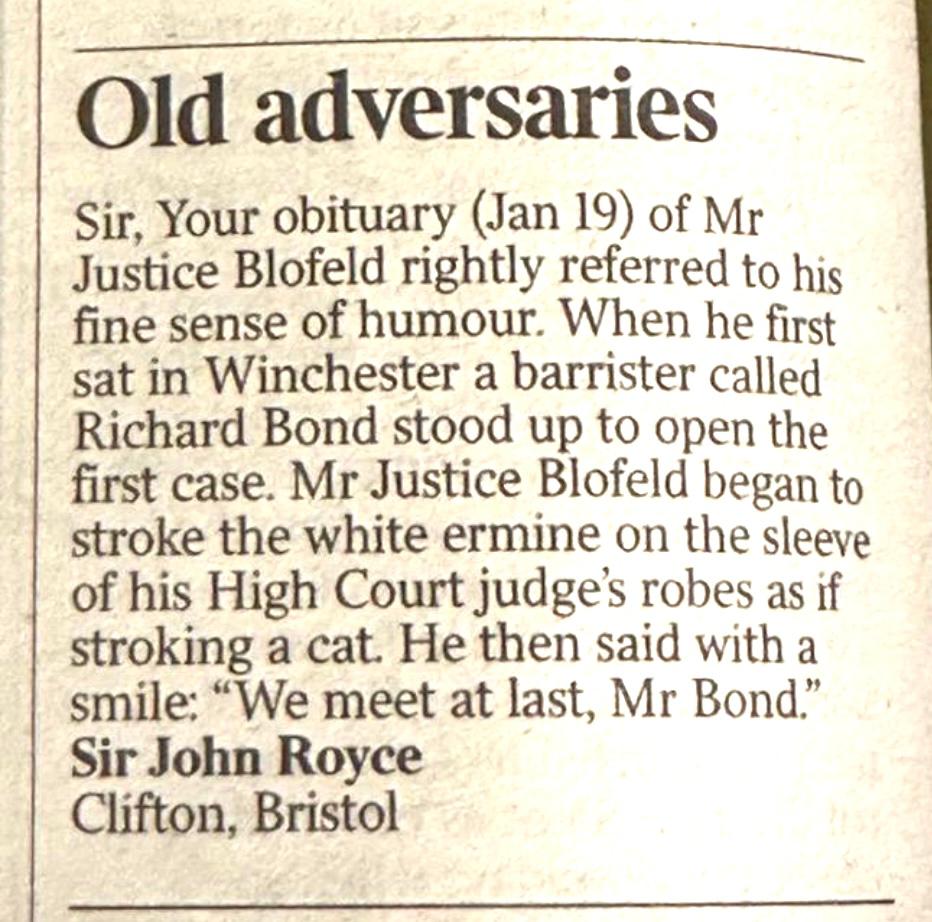 Old adversaries
Sir, Your obituary (Jan 19) of Mr
Justice Blofeld rightly referred to his
fine sense of humour. When he first
sat in Winchester a barrister called
Richard Bond stood up to open the
first case. Mr Justice Blofeld began to
stroke the white ermine on the sleeve
of his High Court judge’s robes as if
stroking a cat. He then said with a
smile: “We meet at last, Mr Bond.”
Sir John Royce
Clifton, Bristol